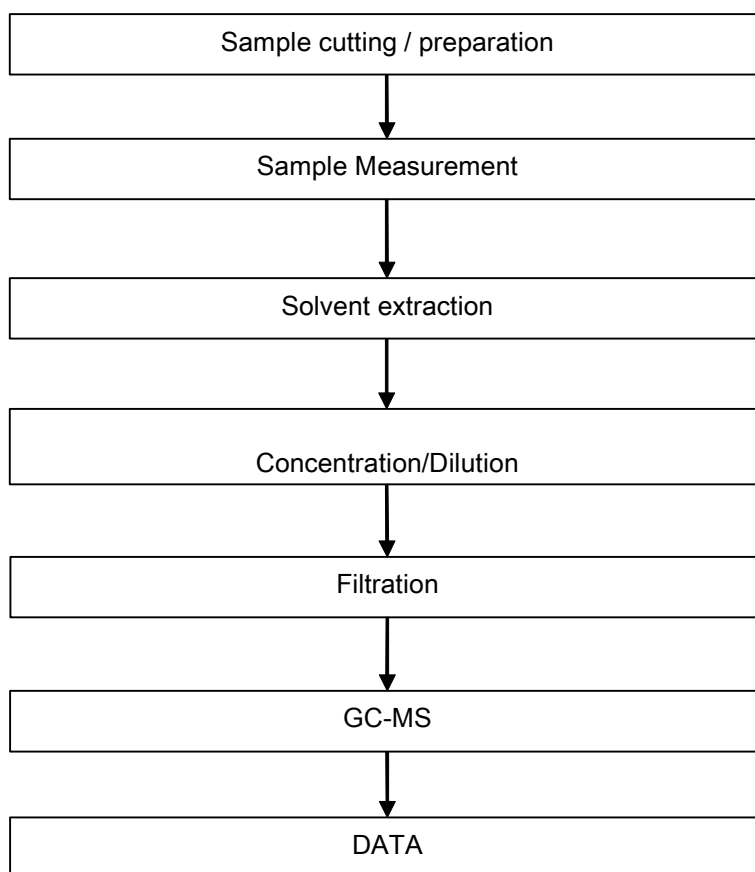 Sample cutting / preparation
Sample Measurement
Solvent extraction
Concentration/Dilution
Filtration
GC-MS
DATA